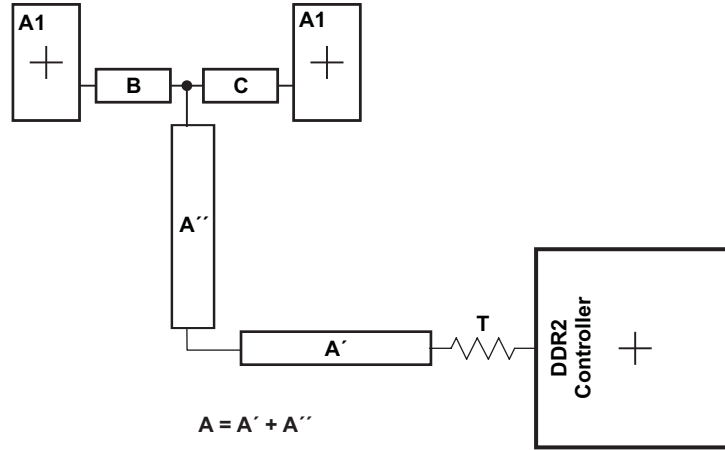 A1
A1
B
C
A´´
T
A´
DDR2
Controller
A = A´ + A´´